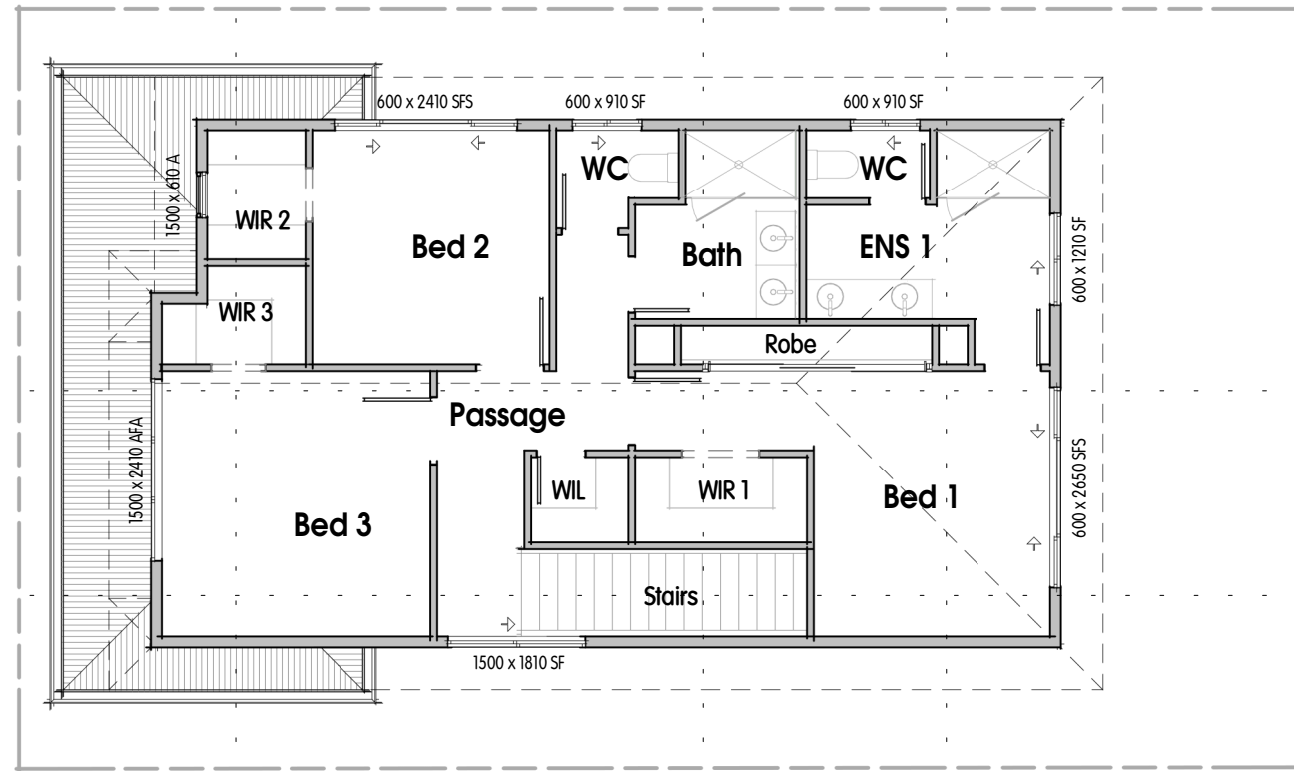 600 x 2410 SFS
600 x 910 SF
600 x 910 SF
1500 x 610 A
WC
WC
WIR 2
Bed 2
Bath
ENS 1
600 x 1210 SF
WIR 3
Robe
Passage
1500 x 2410 AFA
WIL
WIR 1
Bed 1
600 x 2650 SFS
Bed 3
Stairs
1500 x 1810 SF